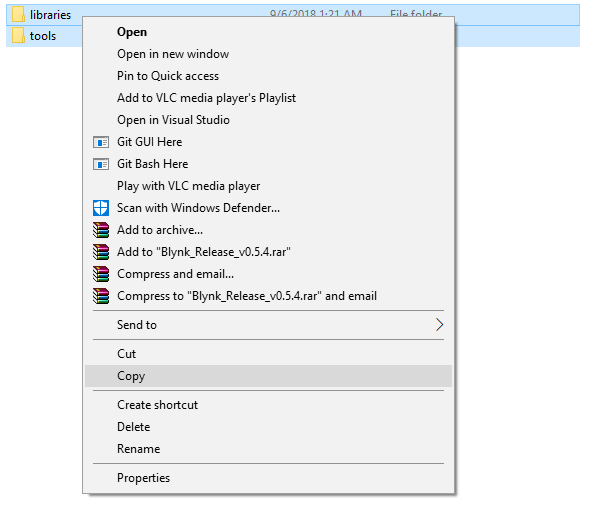 libraries 9/6/2018 1:21 AM File folder
tools
Open
Open in new window
Pin to Quick access
Add to VLC media player's Playlist
Open in Visual Studio
Git GUI Here
Git Bash Here
Play with VLC media player
Scan with Windows Defender...
Add to archive...
Add to "Blynk_Release_v0.5.4.rar"
Compress and email...
Compress to "Blynk_Release_v0.5.4.rar" and email
Send to
Cut
Copy
Create shortcut
Delete
Rename
Properties